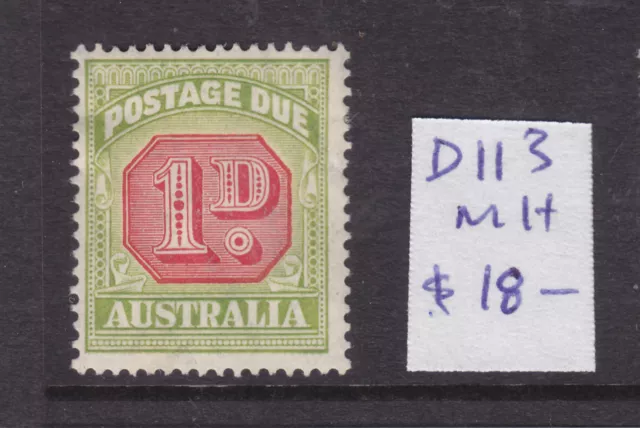 POSTAGE DUE
1D.
AUSTRALIA
D113
MH
$18-